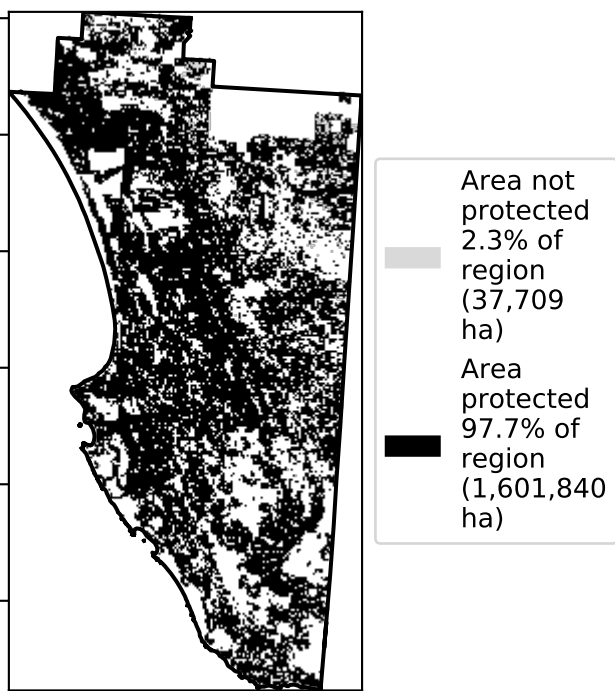 Area not
protected
2.3% of
region
(37,709
ha)
Area
protected
97.7% of
region
(1,601,840
ha)